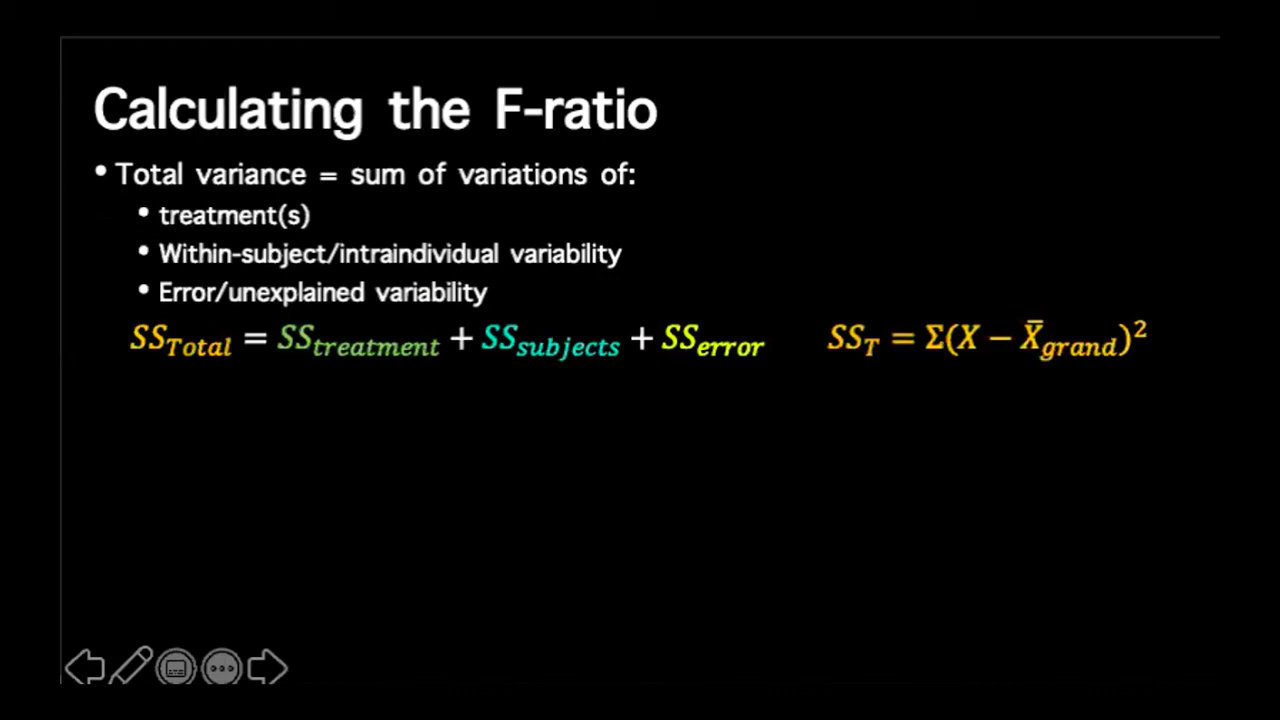 Calculating the F-ratio
• Total variance = sum of variations of:
• treatment(s)
• Within-subject/intraindividual variability
• Error/unexplained variability
SS_Total = SS_treatment + SS_subjects + SS_error
SS_T = Σ(X − X̄_grand)²